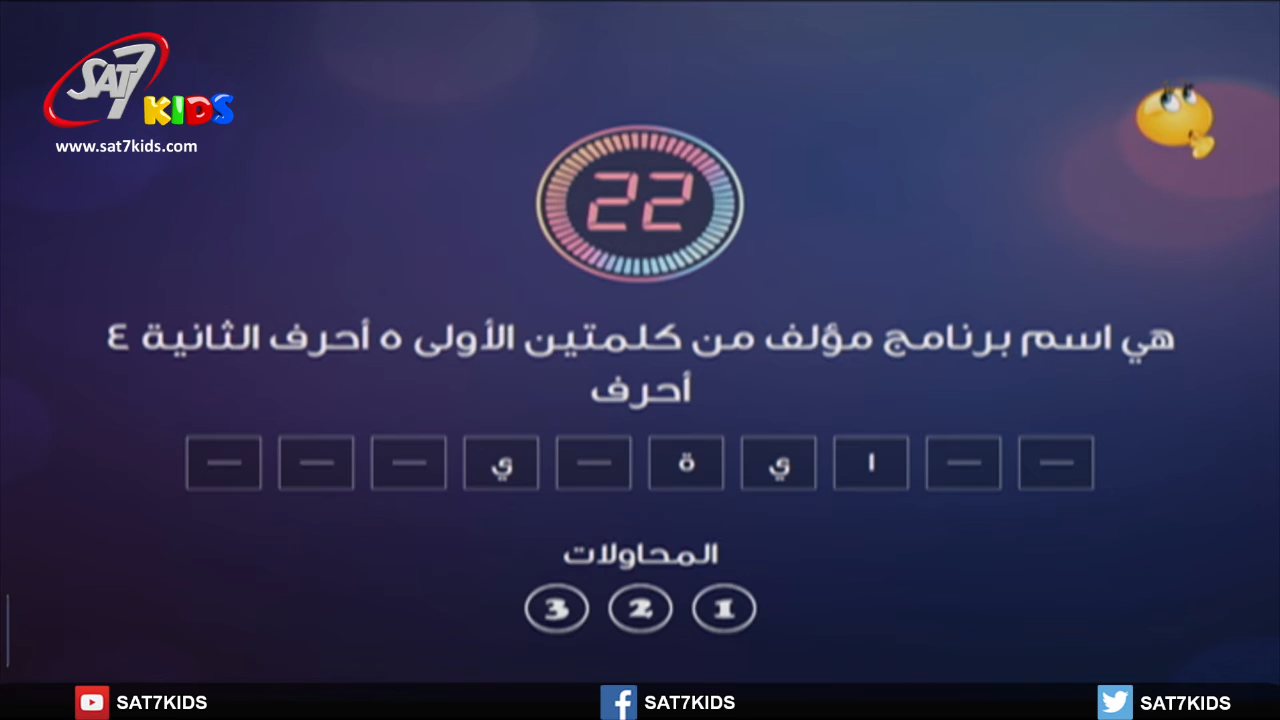 SAT7
KIDS
www.sat7kids.com
22
هي اسم برنامج مؤلف من كلمتين الأولى ٥ أحرف الثانية ٤
أحرف
— — ا ي ة — ي — — —
المحاولات
1 2 3
SAT7KIDS SAT7KIDS SAT7KIDS